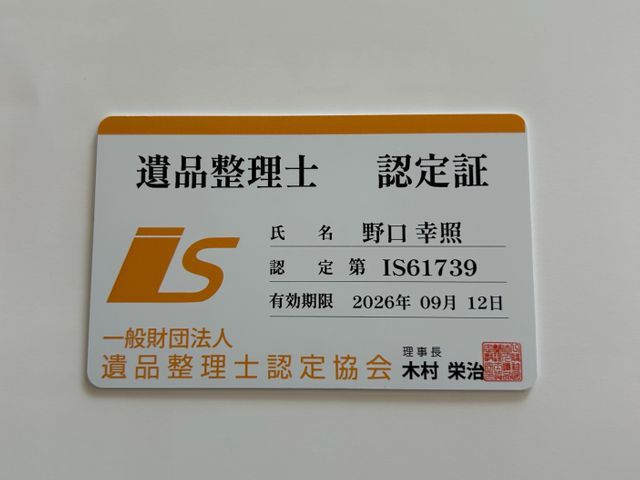 遺品整理士 認定証
氏 名 野口 幸照
認 定 第 IS61739
有効期限 2026年 09月 12日
is
一般財団法人
遺品整理士認定協会
理事長
木村 栄治